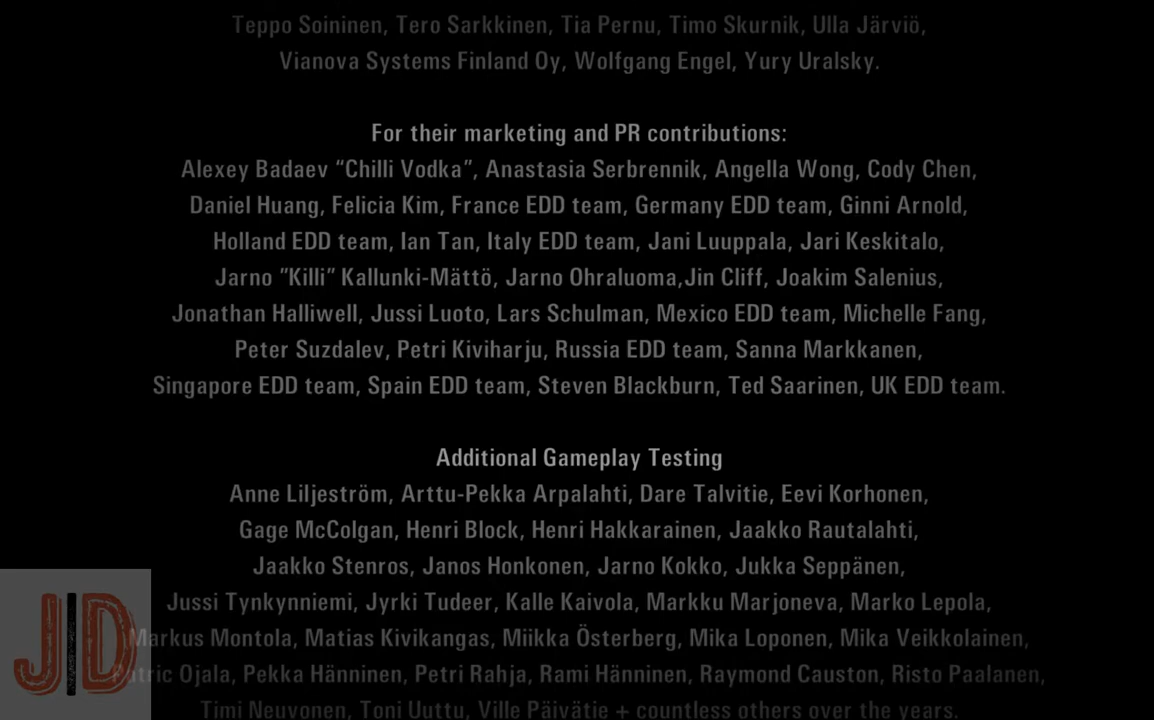 Teppo Soininen, Tero Sarkkinen, Tia Pernu, Timo Skurnik, Ulla Järviö,
Vianova Systems Finland Oy, Wolfgang Engel, Yury Uralsky.
For their marketing and PR contributions:
Alexey Badaev “Chilli Vodka”, Anastasia Serbrennik, Angella Wong, Cody Chen,
Daniel Huang, Felicia Kim, France EDD team, Germany EDD team, Ginni Arnold,
Holland EDD team, Ian Tan, Italy EDD team, Jani Luuppala, Jari Keskitalo,
Jarno ”Killi” Kallunki-Mättö, Jarno Ohraluoma,Jin Cliff, Joakim Salenius,
Jonathan Halliwell, Jussi Luoto, Lars Schulman, Mexico EDD team, Michelle Fang,
Peter Suzdalev, Petri Kiviharju, Russia EDD team, Sanna Markkanen,
Singapore EDD team, Spain EDD team, Steven Blackburn, Ted Saarinen, UK EDD team.
Additional Gameplay Testing
Anne Liljeström, Arttu-Pekka Arpalahti, Dare Talvitie, Eevi Korhonen,
Gage McColgan, Henri Block, Henri Hakkarainen, Jaakko Rautalahti,
Jaakko Stenros, Janos Honkonen, Jarno Kokko, Jukka Seppänen,
Jussi Tynkynniemi, Jyrki Tudeer, Kalle Kaivola, Markku Marjoneva, Marko Lepola,
Markus Montola, Matias Kivikangas, Miikka Österberg, Mika Loponen, Mika Veikkolainen,
Patric Ojala, Pekka Hänninen, Petri Rahja, Rami Hänninen, Raymond Causton, Risto Paalanen,
Timi Neuvonen, Toni Uuttu, Ville Päivätie + countless others over the years.
J|D